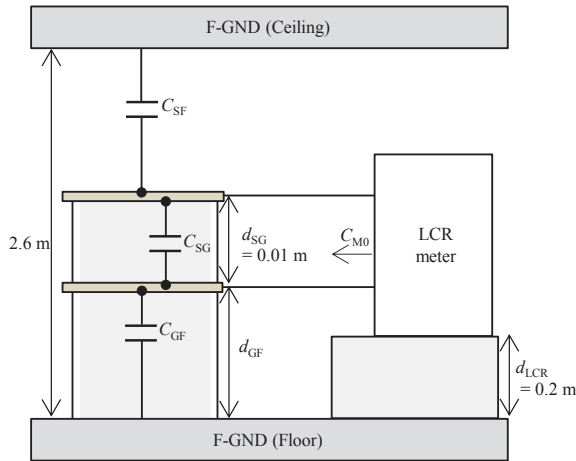 F-GND (Ceiling)
C_SF
2.6 m
C_SG
d_SG
= 0.01 m
C_M0
LCR
meter
C_GF
d_GF
d_LCR
= 0.2 m
F-GND (Floor)